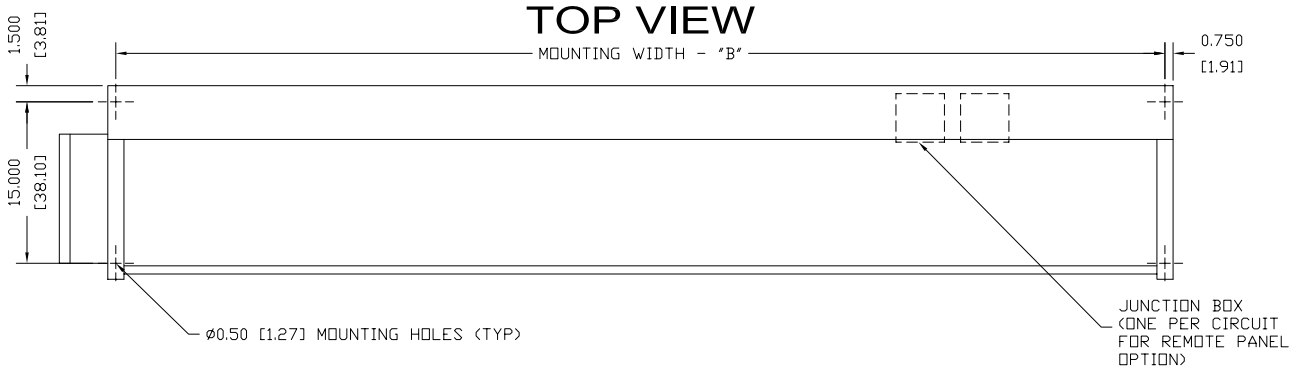 TOP VIEW
MOUNTING WIDTH - "B"
1.500
[3.81]
0.750
[1.91]
15.000
[38.10]
Ø0.50 [1.27] MOUNTING HOLES (TYP)
JUNCTION BOX
(ONE PER CIRCUIT
FOR REMOTE PANEL
OPTION)